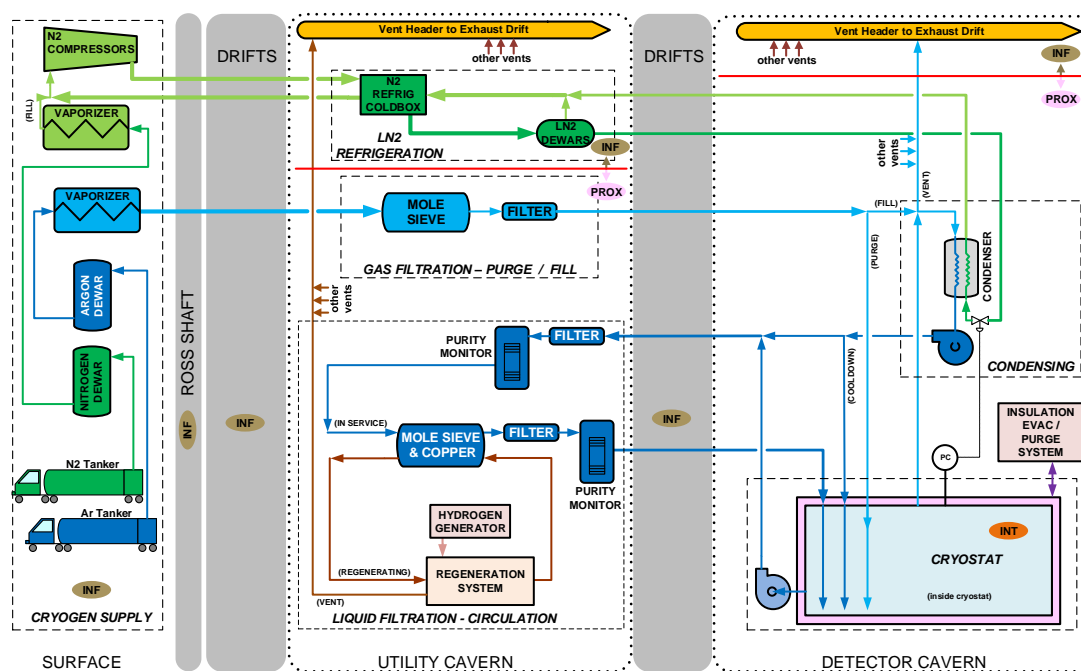 N2
COMPRESSORS
(FILL)
VAPORIZER
VAPORIZER
ARGON
DEWAR
NITROGEN
DEWAR
N2 Tanker
Ar Tanker
INF
CRYOGEN SUPPLY
SURFACE
ROSS SHAFT
INF
DRIFTS
INF
Vent Header to Exhaust Drift
other vents
N2
REFRIG
COLDBOX
LN2
DEWARS
LN2
REFRIGERATION
INF
PROX
MOLE
SIEVE
FILTER
GAS FILTRATION – PURGE / FILL
other
vents
PURITY
MONITOR
FILTER
(IN SERVICE)
MOLE SIEVE
& COPPER
FILTER
PURITY
MONITOR
HYDROGEN
GENERATOR
(REGENERATING)
REGENERATION
SYSTEM
(VENT)
LIQUID FILTRATION - CIRCULATION
UTILITY CAVERN
DRIFTS
INF
Vent Header to Exhaust Drift
other vents
INF
PROX
other
vents
(VENT)
(FILL)
(PURGE)
CONDENSER
C
CONDENSING
(COOLDOWN)
INSULATION
EVAC /
PURGE
SYSTEM
PC
INT
CRYOSTAT
(inside cryostat)
C
DETECTOR CAVERN